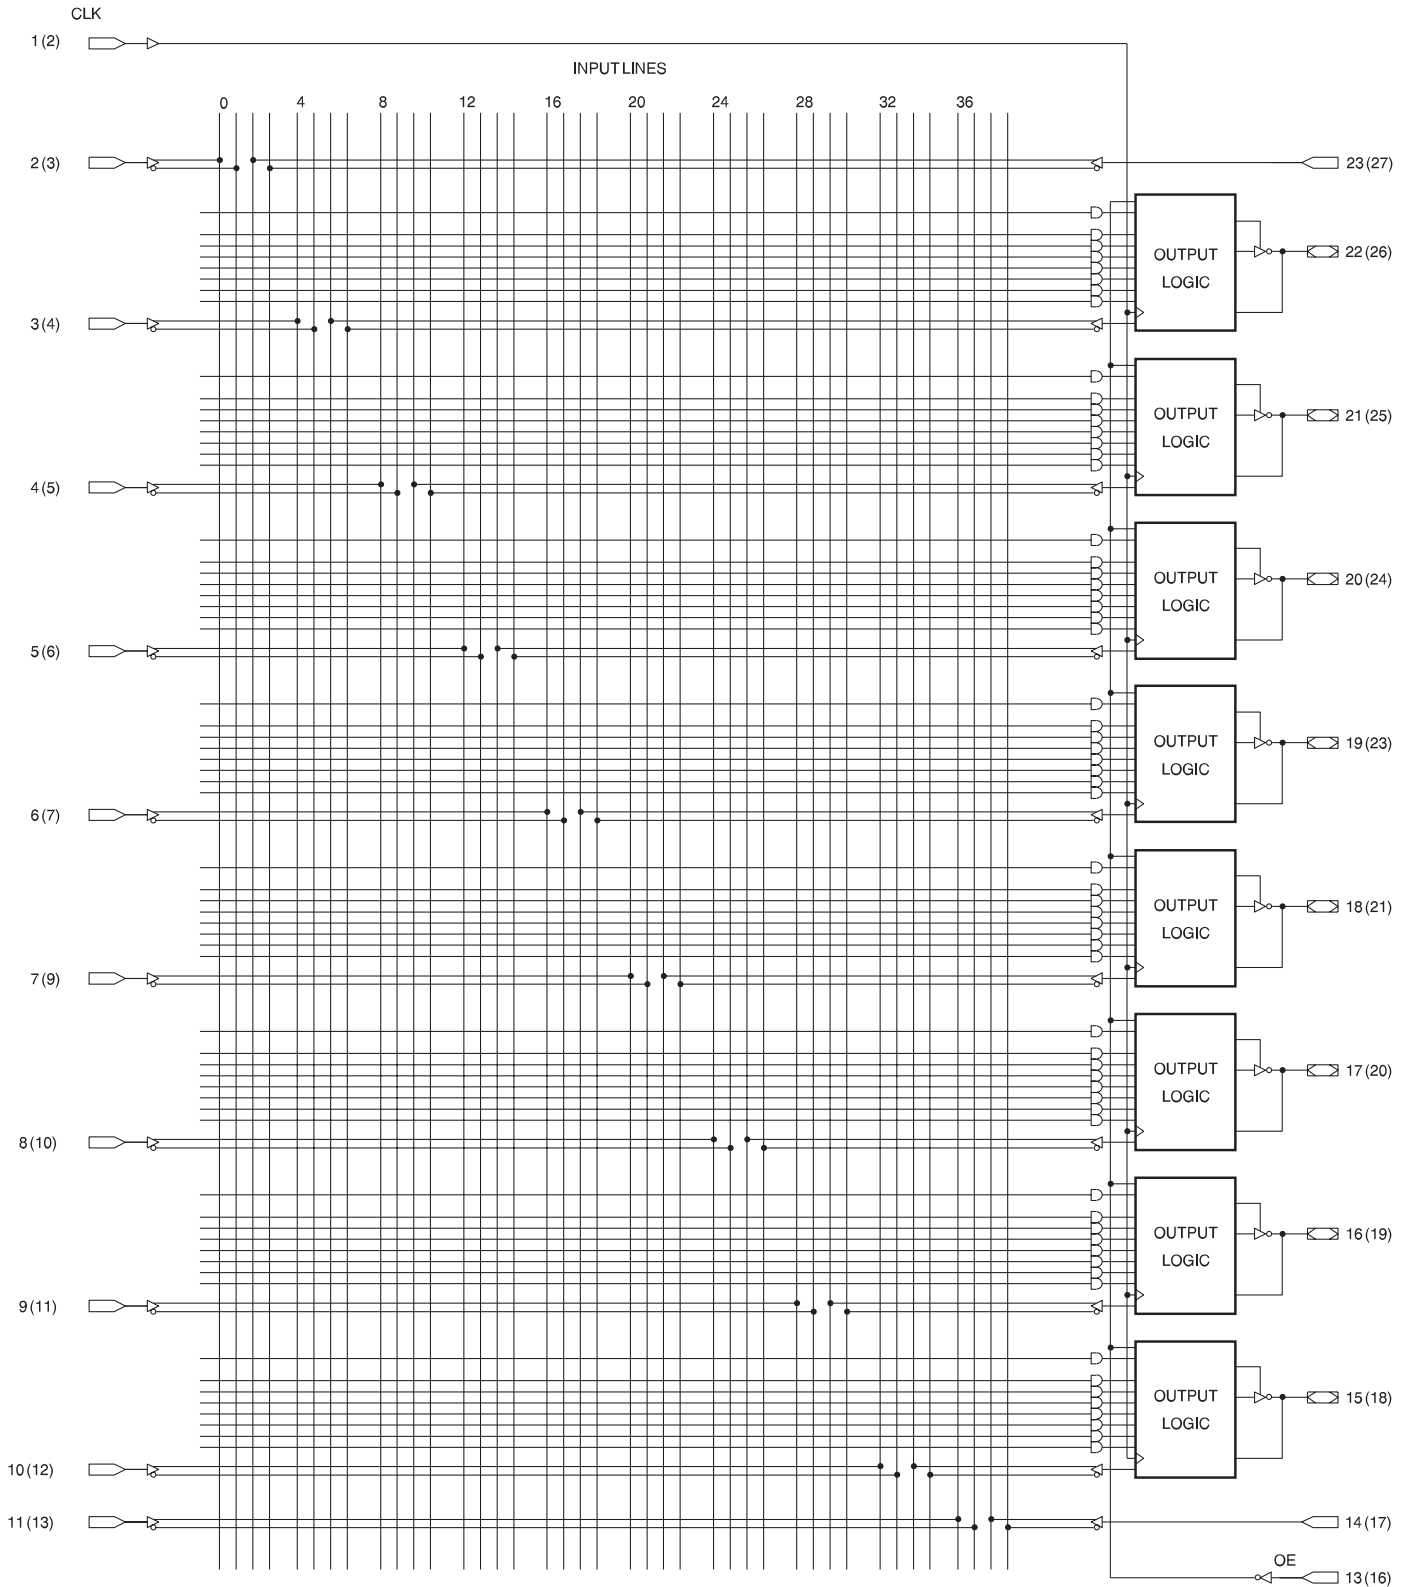 CLK
1(2)
INPUT LINES
0 4 8 12 16 20 24 28 32 36
2(3)
23(27)
OUTPUT
LOGIC
22(26)
3(4)
OUTPUT
LOGIC
21(25)
4(5)
OUTPUT
LOGIC
20(24)
5(6)
OUTPUT
LOGIC
19(23)
6(7)
OUTPUT
LOGIC
18(21)
7(9)
OUTPUT
LOGIC
17(20)
8(10)
OUTPUT
LOGIC
16(19)
9(11)
OUTPUT
LOGIC
15(18)
10(12)
11(13)
14(17)
OE
13(16)